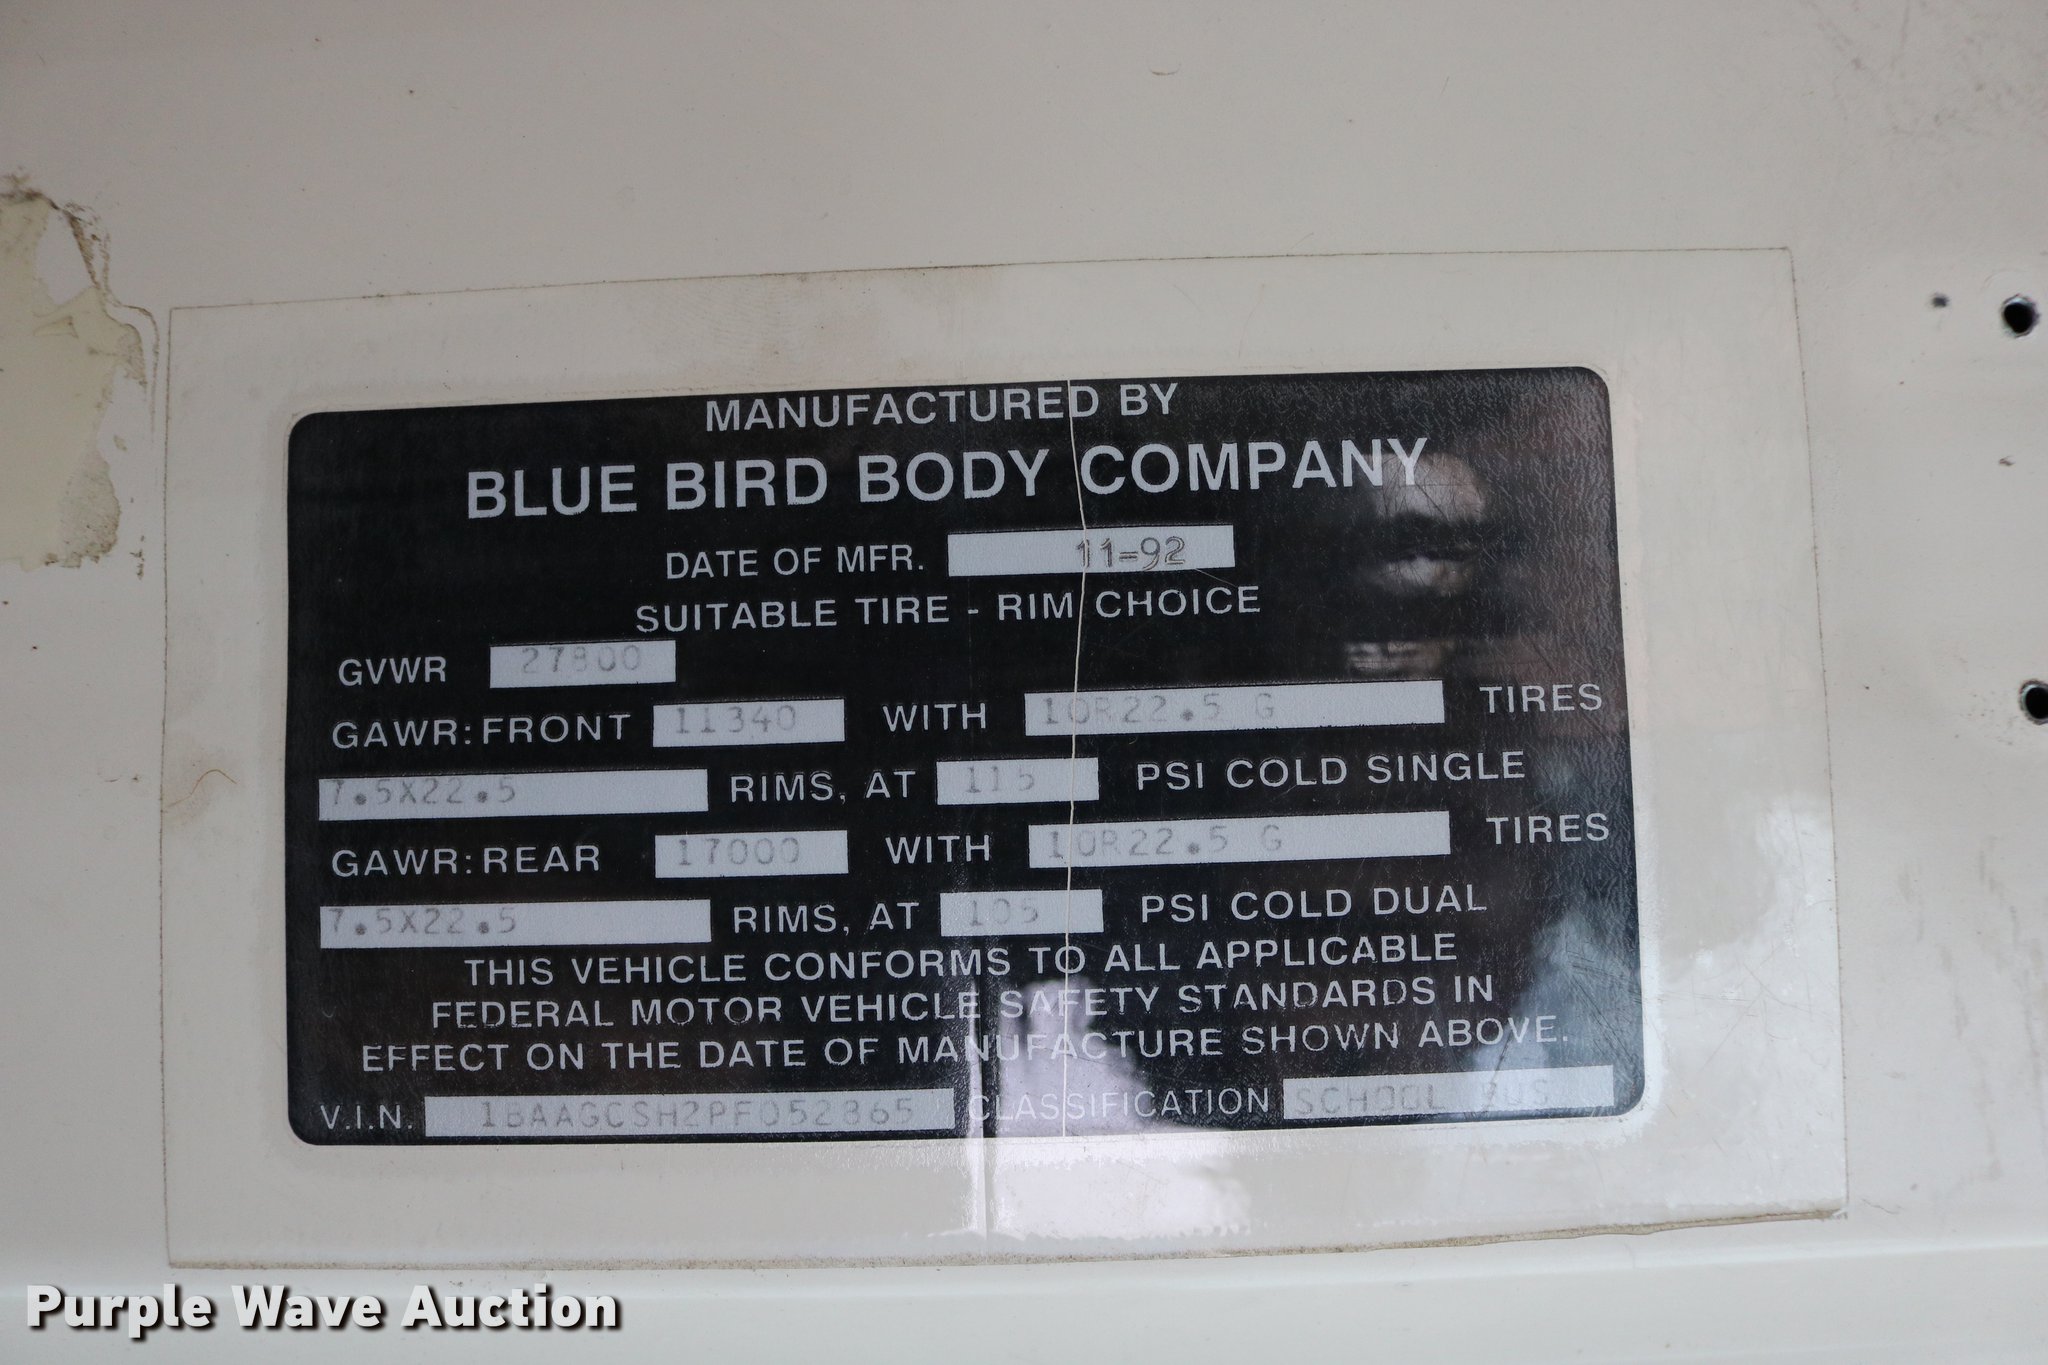 MANUFACTURED BY
BLUE BIRD BODY COMPANY
DATE OF MFR. 11-92
SUITABLE TIRE - RIM CHOICE
GVWR 27800
GAWR: FRONT 11340 WITH 10R22.5 G TIRES
7.5X22.5 RIMS, AT 115 PSI COLD SINGLE
GAWR: REAR 17000 WITH 10R22.5 G TIRES
7.5X22.5 RIMS, AT 105 PSI COLD DUAL
THIS VEHICLE CONFORMS TO ALL APPLICABLE
FEDERAL MOTOR VEHICLE SAFETY STANDARDS IN
EFFECT ON THE DATE OF MANUFACTURE SHOWN ABOVE.
V.I.N. 1BAAGCSH2PF052865 CLASSIFICATION SCHOOL BUS
Purple Wave Auction